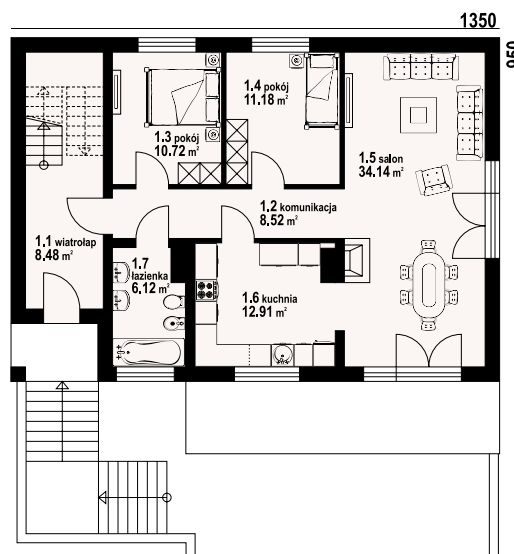 1350
950
1.4 pokój
11.18 m²
1.3 pokój
10.72 m²
1.5 salon
34.14 m²
1.2 komunikacja
8,52 m²
1.1 wiatrołap
8.48 m²
1.7
łazienka
6,12 m²
1.6 kuchnia
12.91 m²